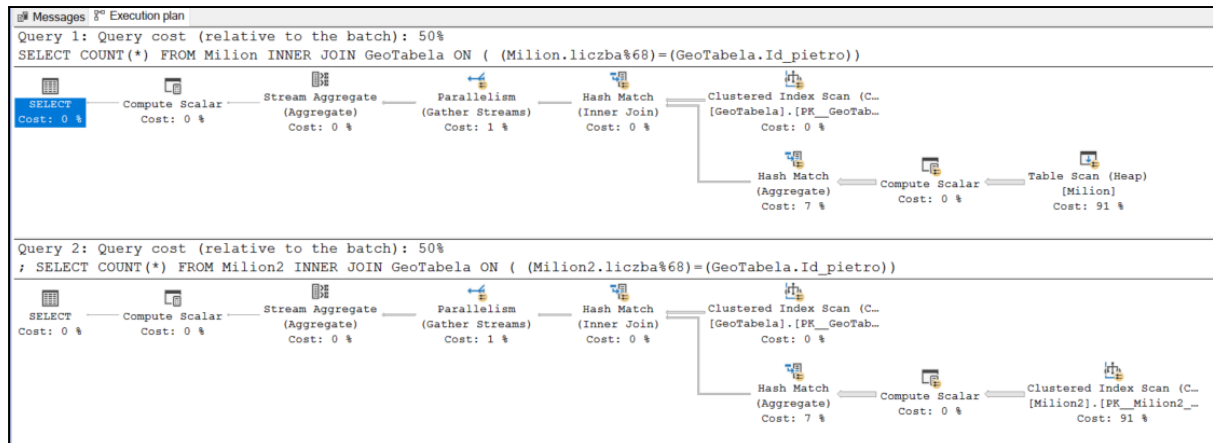 Messages Execution plan
Query 1: Query cost (relative to the batch): 50%
SELECT COUNT(*) FROM Milion INNER JOIN GeoTabela ON ( (Milion.liczba%68)=(GeoTabela.Id_pietro))
SELECT
Cost: 0 %
Compute Scalar
Cost: 0 %
Stream Aggregate
(Aggregate)
Cost: 0 %
Parallelism
(Gather Streams)
Cost: 1 %
Hash Match
(Inner Join)
Cost: 0 %
Clustered Index Scan (C…
[GeoTabela].[PK__GeoTab…
Cost: 0 %
Hash Match
(Aggregate)
Cost: 7 %
Compute Scalar
Cost: 0 %
Table Scan (Heap)
[Milion]
Cost: 91 %
Query 2: Query cost (relative to the batch): 50%
; SELECT COUNT(*) FROM Milion2 INNER JOIN GeoTabela ON ( (Milion2.liczba%68)=(GeoTabela.Id_pietro))
SELECT
Cost: 0 %
Compute Scalar
Cost: 0 %
Stream Aggregate
(Aggregate)
Cost: 0 %
Parallelism
(Gather Streams)
Cost: 1 %
Hash Match
(Inner Join)
Cost: 0 %
Clustered Index Scan (C…
[GeoTabela].[PK__GeoTab…
Cost: 0 %
Hash Match
(Aggregate)
Cost: 7 %
Compute Scalar
Cost: 0 %
Clustered Index Scan (C…
[Milion2].[PK__Milion2_…
Cost: 91 %